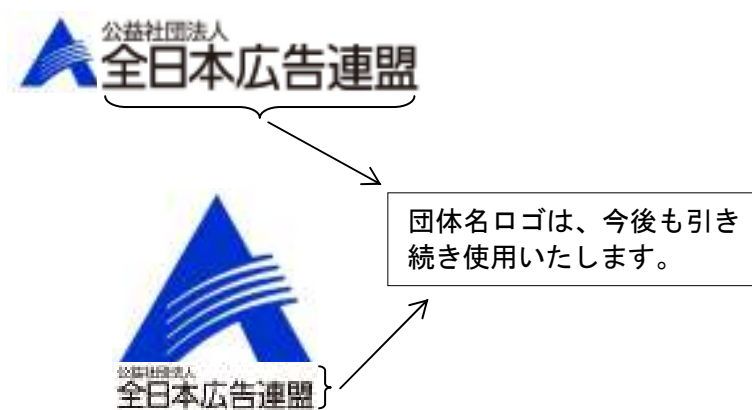 公益社団法人
全日本広告連盟
団体名ロゴは、今後も引き
続き使用いたします。
公益社団法人
全日本広告連盟